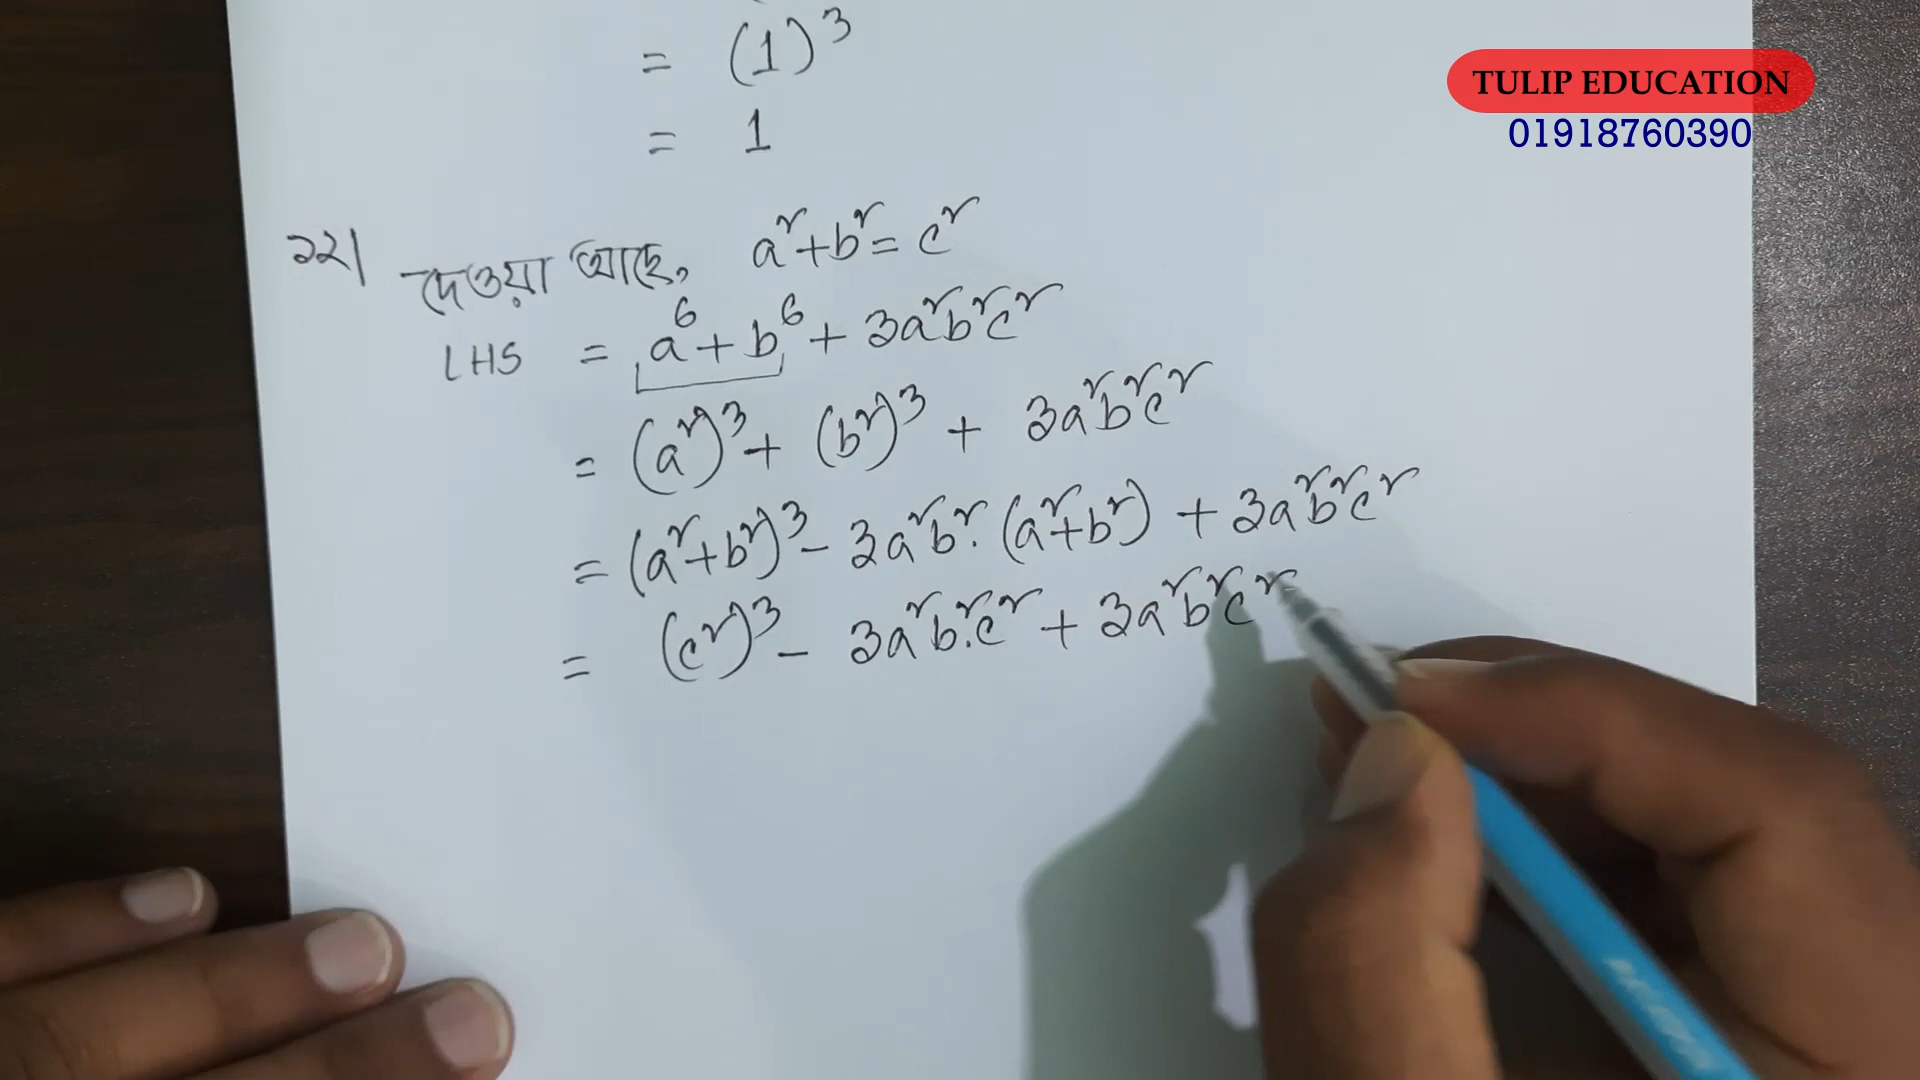 = (1)³
= 1
TULIP EDUCATION
01918760390
১২। দেওয়া আছে, a²+b²= c²
LHS = a⁶ + b⁶ + 3a²b²c²
= (a²)³ + (b²)³ + 3a²b²c²
= (a²+b²)³ - 3a²b².(a²+b²) + 3a²b²c²
= (c²)³ - 3a²b².c² + 3a²b²c²